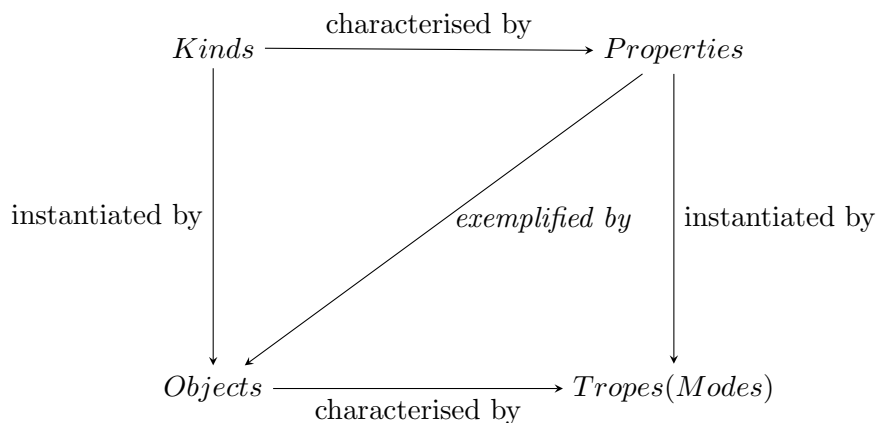 characterised by
Kinds
Properties
instantiated by
exemplified by
instantiated by
Objects
Tropes(Modes)
characterised by